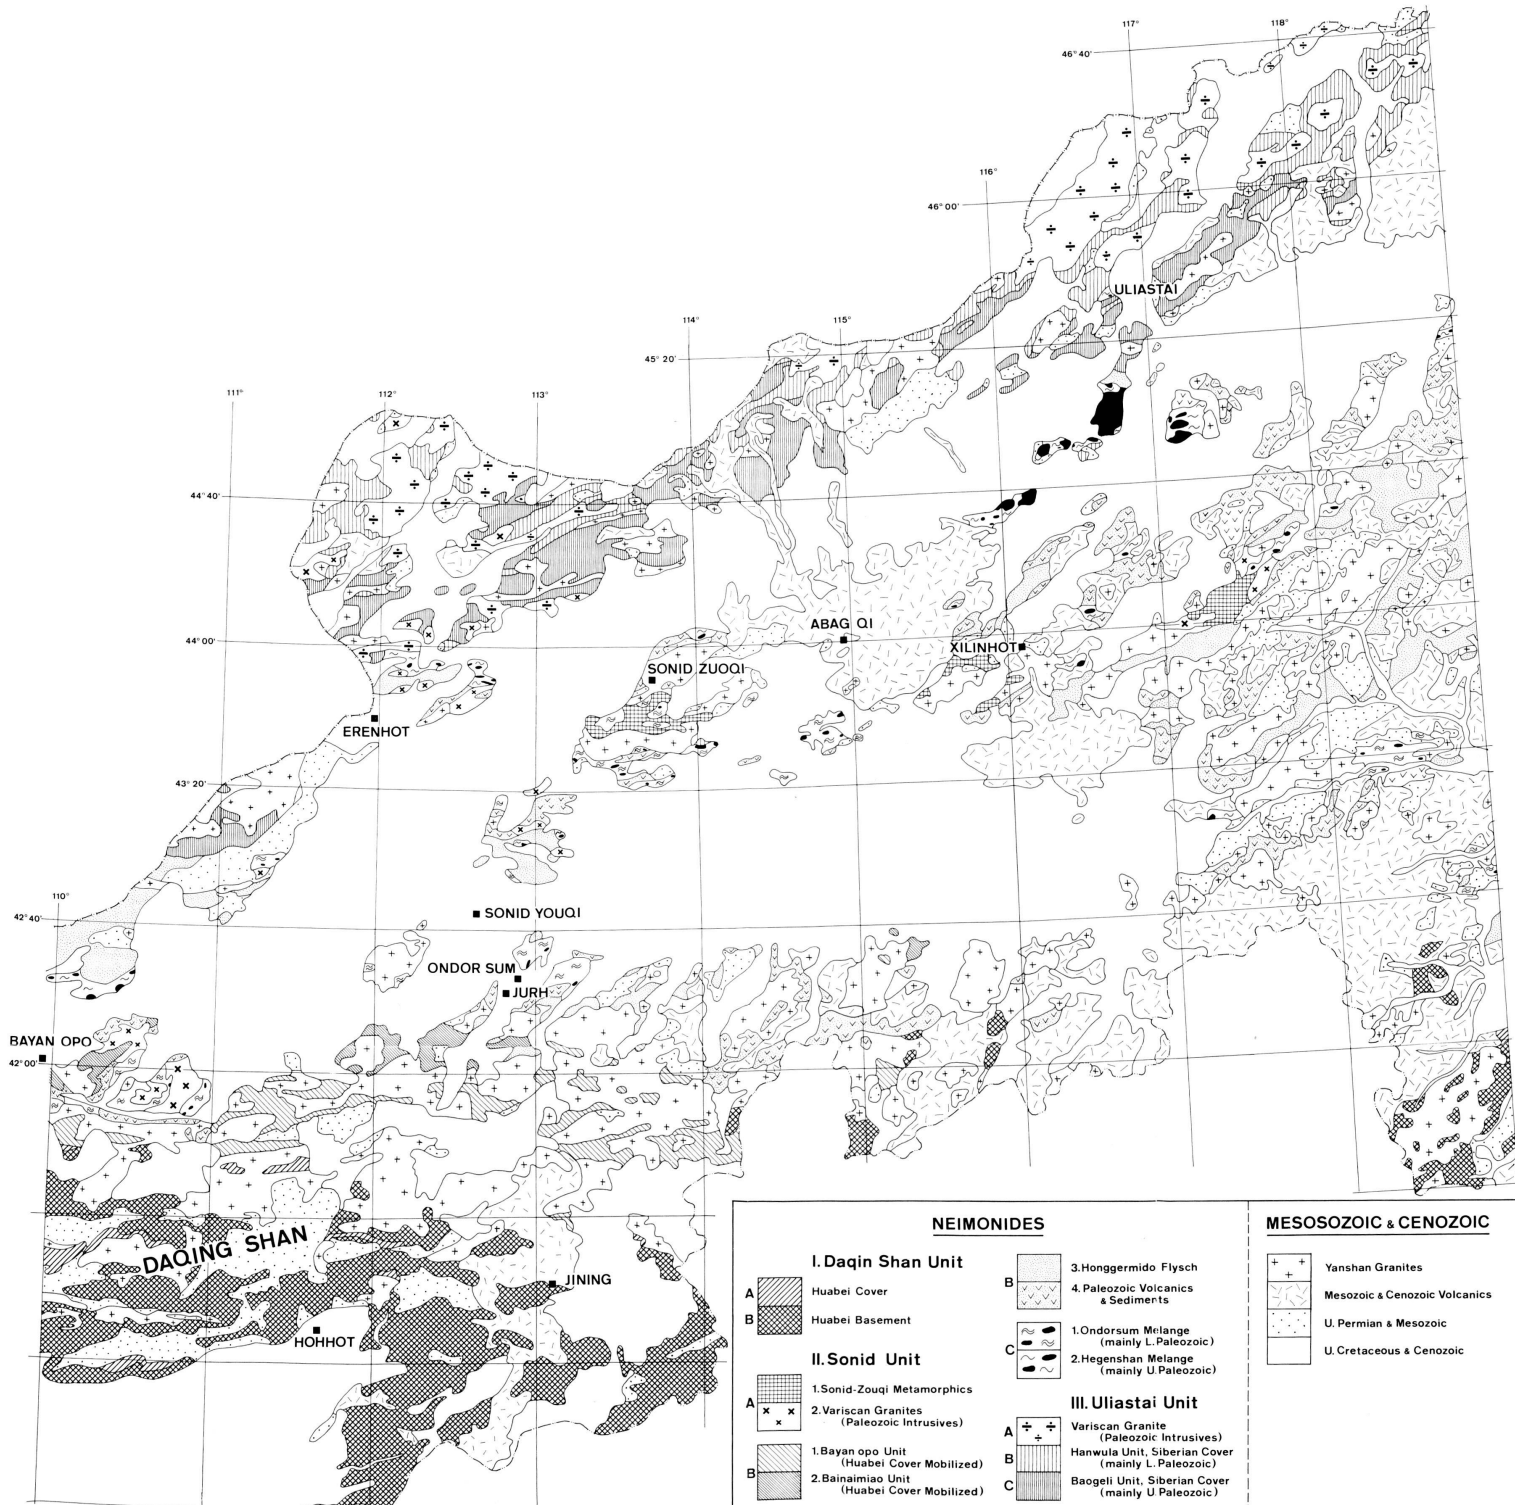 117°
118°
46° 40'
116°
46° 00'
ULIASTAI
114°
115°
45° 20'
111°
112°
113°
44° 40'
ABAG QI
44° 00'
XILINHOT
SONID ZUOQI
ERENHOT
43° 20'
110°
42° 40'
SONID YOUQI
ONDOR SUM
JURH
BAYAN OPO
42° 00'
DAQING SHAN
JINING
HOHHOT
NEIMONIDES
I. Daqin Shan Unit
A
Huabei Cover
B
Huabei Basement
II. Sonid Unit
A
1.Sonid-Zouqi Metamorphics
2.Variscan Granites
(Paleozoic Intrusives)
B
1.Bayan opo Unit
(Huabei Cover Mobilized)
2.Bainaimiao Unit
(Huabei Cover Mobilized)
B
3.Honggermido Flysch
4.Paleozoic Volcanics
& Sediments
C
1.Ondorsum Melange
(mainly L.Paleozoic)
2.Hegenshan Melange
(mainly U.Paleozoic)
III. Uliastai Unit
A
Variscan Granite
(Paleozoic Intrusives)
B
Hanwula Unit, Siberian Cover
(mainly L.Paleozoic)
C
Baogeli Unit, Siberian Cover
(mainly U Paleozoic)
MESOSOZOIC & CENOZOIC
Yanshan Granites
Mesozoic & Cenozoic Volcanics
U. Permian & Mesozoic
U. Cretaceous & Cenozoic